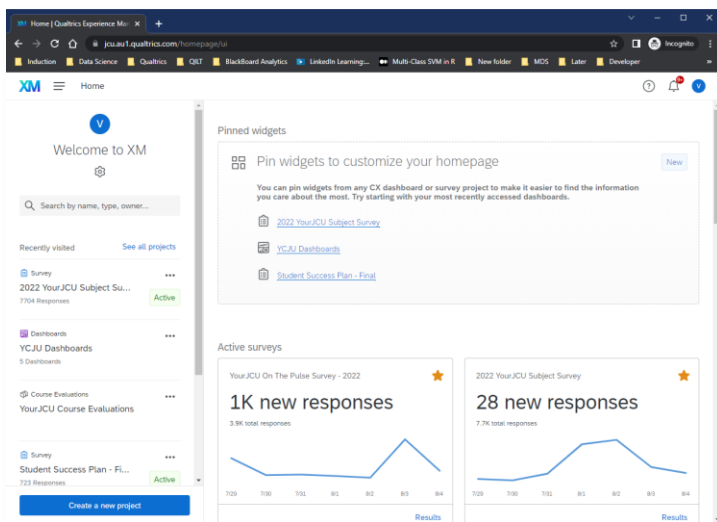 XM Home | Qualtrics Experience Man
jcu.au1.qualtrics.com/homepage/ui
Incognito
Induction Data Science Qualtrics QILT BlackBoard Analytics LinkedIn Learning:... Multi-Class SVM in R New folder MDS Later Developer »
XM Home
V
V
Welcome to XM
Search by name, type, owner...
Recently visited See all projects
Survey
2022 YourJCU Subject Su...
7704 Responses Active
Dashboards
YCJU Dashboards
5 Dashboards
Course Evaluations
YourJCU Course Evaluations
Survey
Student Success Plan - Fi...
723 Responses Active
Create a new project
Pinned widgets
Pin widgets to customize your homepage New
You can pin widgets from any CX dashboard or survey project to make it easier to find the information
you care about the most. Try starting with your most recently accessed dashboards.
2022 YourJCU Subject Survey
YCJU Dashboards
Student Success Plan - Final
Active surveys
YourJCU On The Pulse Survey - 2022
1K new responses
3.9K total responses
7/29 7/30 7/31 8/1 8/2 8/3 8/4
Results
2022 YourJCU Subject Survey
28 new responses
7.7K total responses
7/29 7/30 7/31 8/1 8/2 8/3 8/4
Results